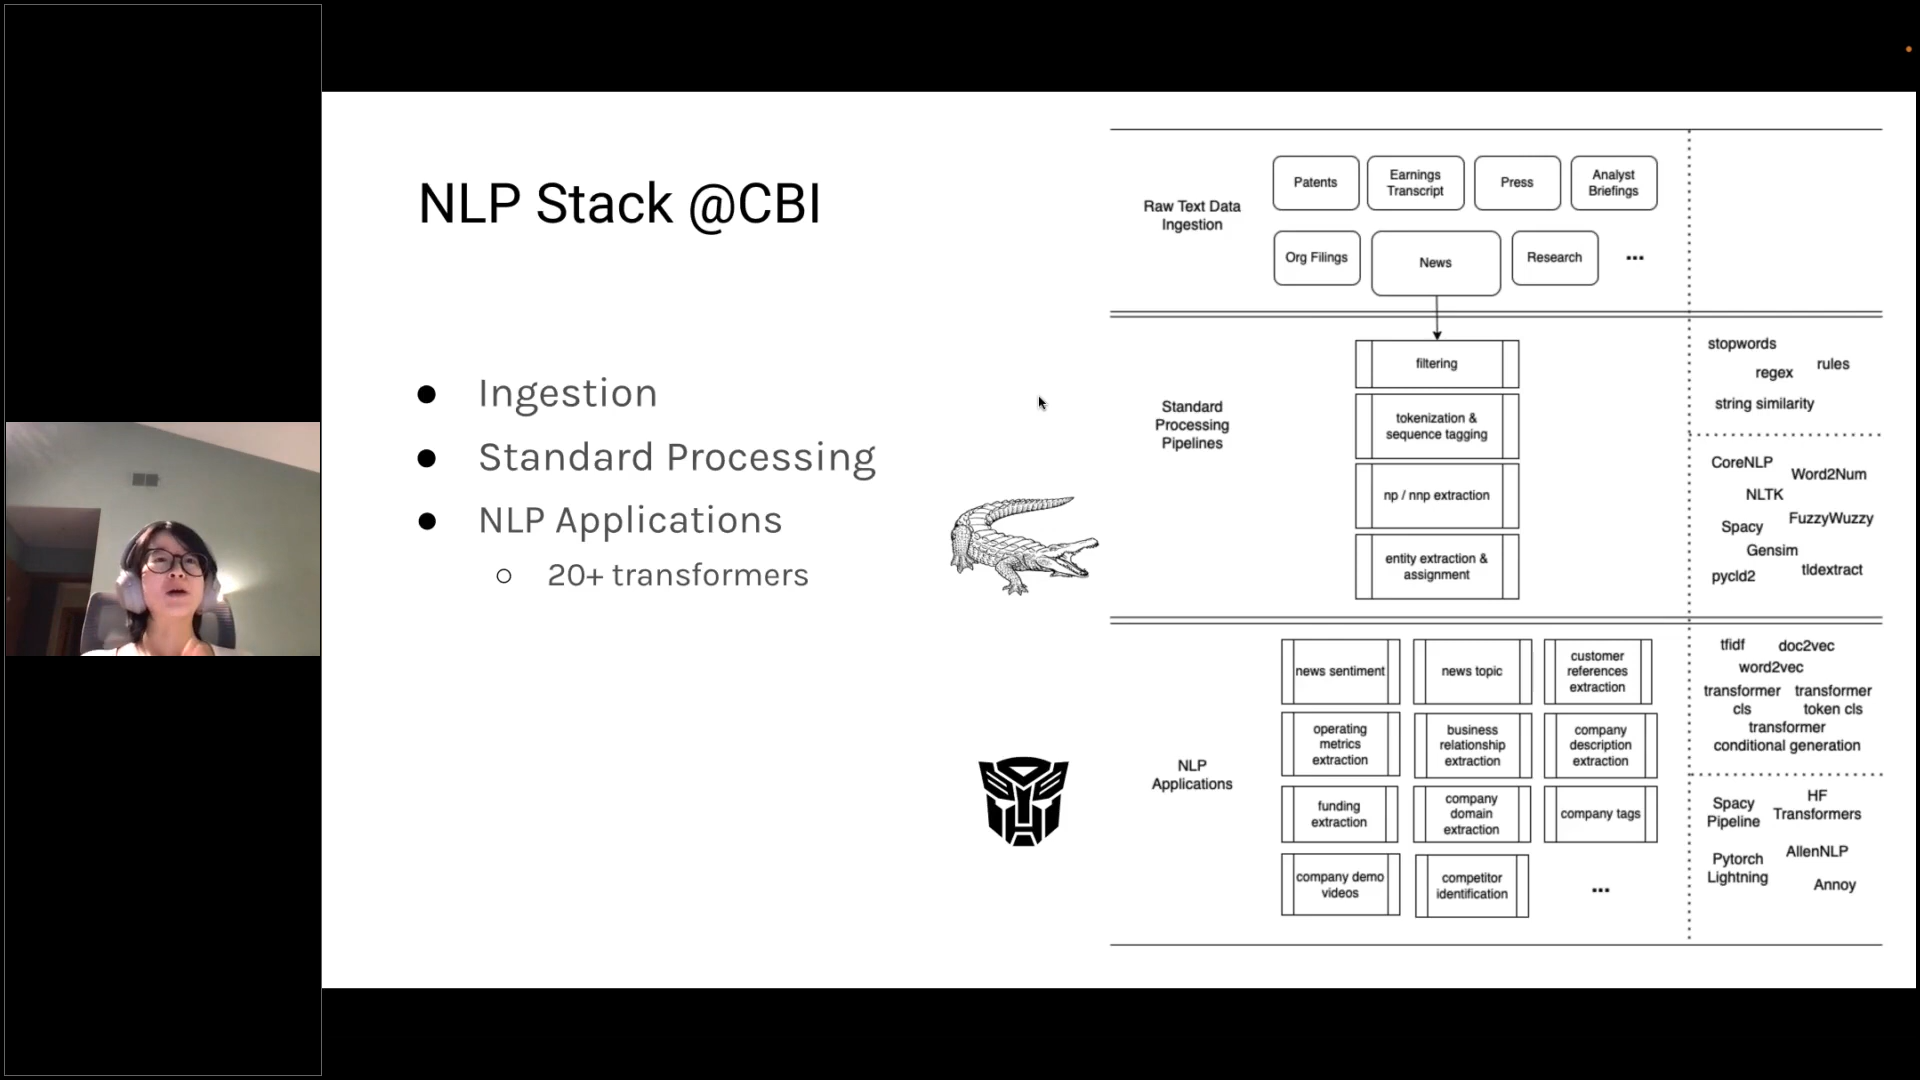 NLP Stack @CBI
● Ingestion
● Standard Processing
● NLP Applications
○ 20+ transformers
Raw Text Data
Ingestion
Patents
Earnings
Transcript
Press
Analyst
Briefings
Org Filings
News
Research
...
Standard
Processing
Pipelines
filtering
tokenization &
sequence tagging
np / nnp extraction
entity extraction &
assignment
stopwords
regex
rules
string similarity
CoreNLP
Word2Num
NLTK
FuzzyWuzzy
Spacy
Gensim
pycld2
tldextract
NLP
Applications
news sentiment
news topic
customer
references
extraction
operating
metrics
extraction
business
relationship
extraction
company
description
extraction
funding
extraction
company
domain
extraction
company tags
company demo
videos
competitor
identification
...
tfidf
doc2vec
word2vec
transformer
cls
transformer
token cls
transformer
conditional generation
Spacy
Pipeline
HF
Transformers
Pytorch
Lightning
AllenNLP
Annoy